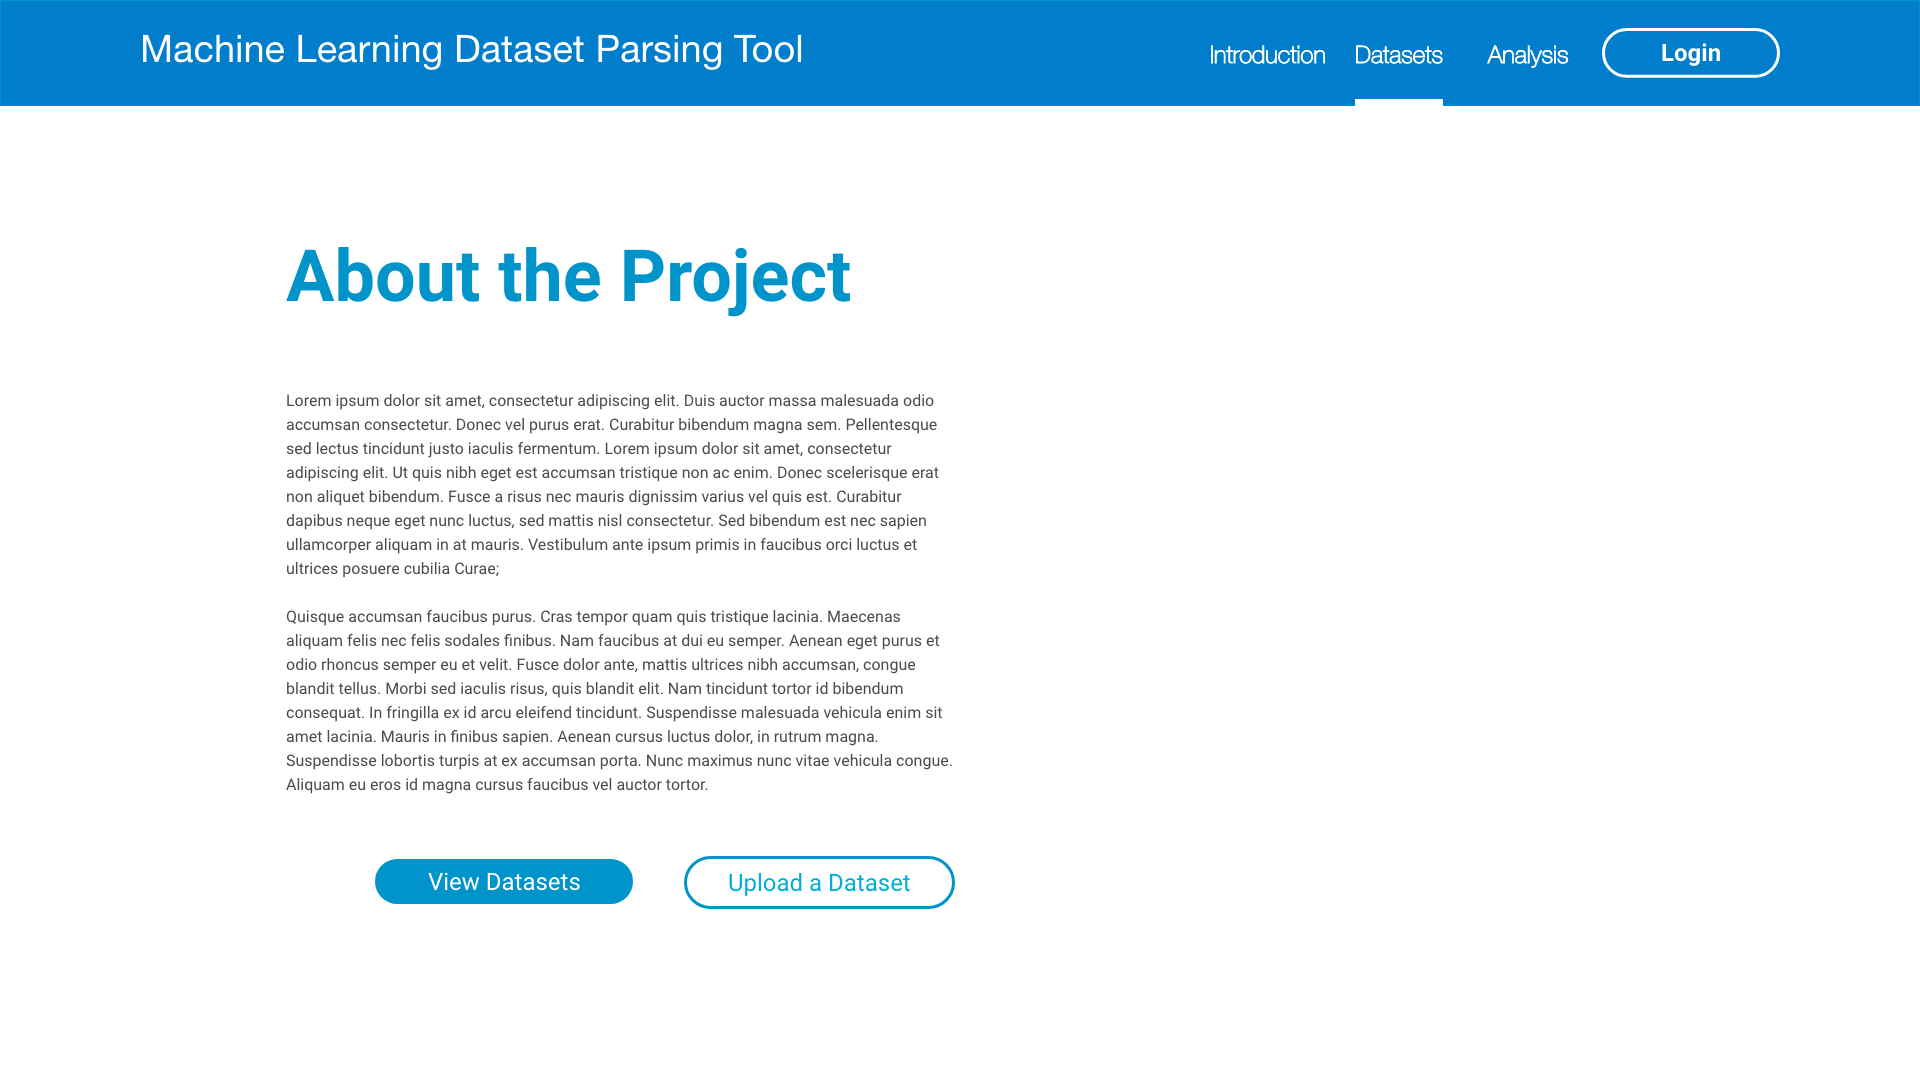 Machine Learning Dataset Parsing Tool
Introduction
Datasets
Analysis
Login
About the Project
Lorem ipsum dolor sit amet, consectetur adipiscing elit. Duis auctor massa malesuada odio
accumsan consectetur. Donec vel purus erat. Curabitur bibendum magna sem. Pellentesque
sed lectus tincidunt justo iaculis fermentum. Lorem ipsum dolor sit amet, consectetur
adipiscing elit. Ut quis nibh eget est accumsan tristique non ac enim. Donec scelerisque erat
non aliquet bibendum. Fusce a risus nec mauris dignissim varius vel quis est. Curabitur
dapibus neque eget nunc luctus, sed mattis nisl consectetur. Sed bibendum est nec sapien
ullamcorper aliquam in at mauris. Vestibulum ante ipsum primis in faucibus orci luctus et
ultrices posuere cubilia Curae;
Quisque accumsan faucibus purus. Cras tempor quam quis tristique lacinia. Maecenas
aliquam felis nec felis sodales finibus. Nam faucibus at dui eu semper. Aenean eget purus et
odio rhoncus semper eu et velit. Fusce dolor ante, mattis ultrices nibh accumsan, congue
blandit tellus. Morbi sed iaculis risus, quis blandit elit. Nam tincidunt tortor id bibendum
consequat. In fringilla ex id arcu eleifend tincidunt. Suspendisse malesuada vehicula enim sit
amet lacinia. Mauris in finibus sapien. Aenean cursus luctus dolor, in rutrum magna.
Suspendisse lobortis turpis at ex accumsan porta. Nunc maximus nunc vitae vehicula congue.
Aliquam eu eros id magna cursus faucibus vel auctor tortor.
View Datasets
Upload a Dataset